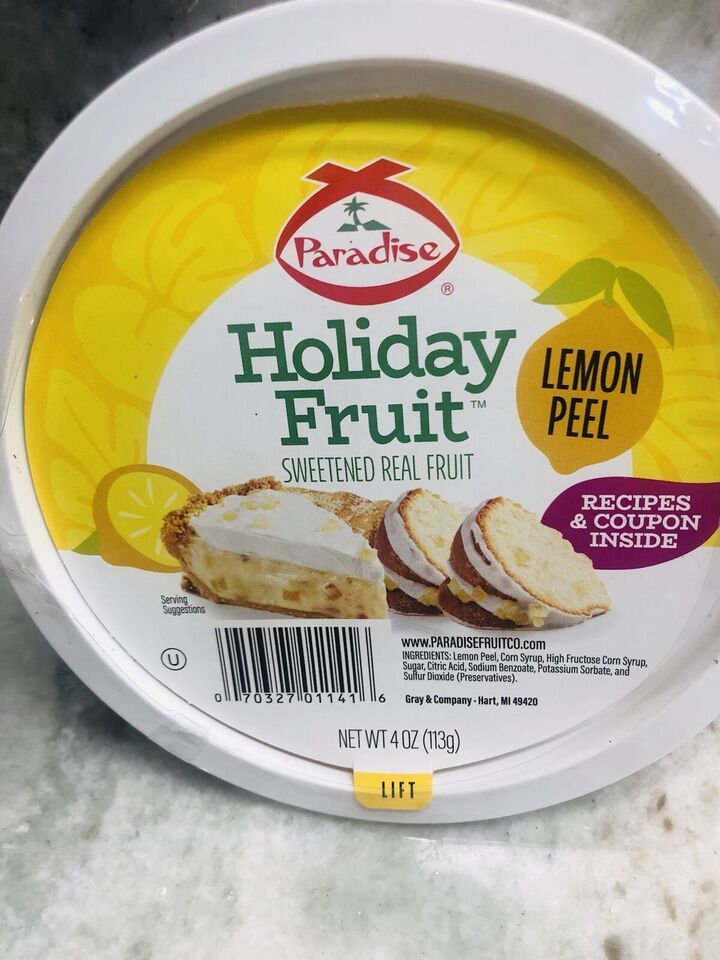 Paradise
®
Holiday
Fruit™
SWEETENED REAL FRUIT
LEMON
PEEL
RECIPES
& COUPON
INSIDE
Serving
Suggestions
U
0 70327 01141 6
www.PARADISEFRUITCO.com
INGREDIENTS: Lemon Peel, Corn Syrup, High Fructose Corn Syrup,
Sugar, Citric Acid, Sodium Benzoate, Potassium Sorbate, and
Sulfur Dioxide (Preservatives).
Gray & Company · Hart, MI 49420
NET WT 4 OZ (113g)
LIFT